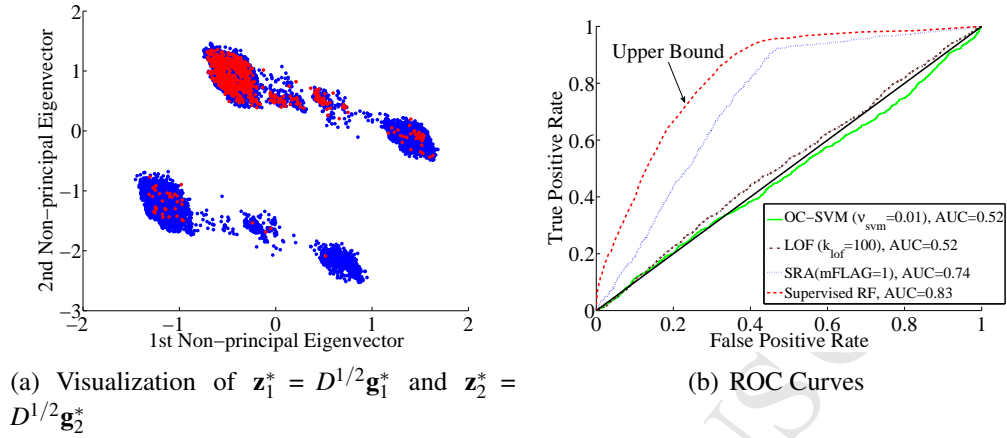 2
1
0
−1
−2
−3
−2
−1
0
1
2
2nd Non−principal Eigenvector
1st Non−principal Eigenvector
(a) Visualization of z₁* = D^{1/2}g₁* and z₂* =
D^{1/2}g₂*
1
0.8
0.6
0.4
0.2
0
0
0.2
0.4
0.6
0.8
1
True Positive Rate
False Positive Rate
Upper Bound
OC−SVM (ν_svm=0.01), AUC=0.52
LOF (k_lof=100), AUC=0.52
SRA(mFLAG=1), AUC=0.74
Supervised RF, AUC=0.83
(b) ROC Curves